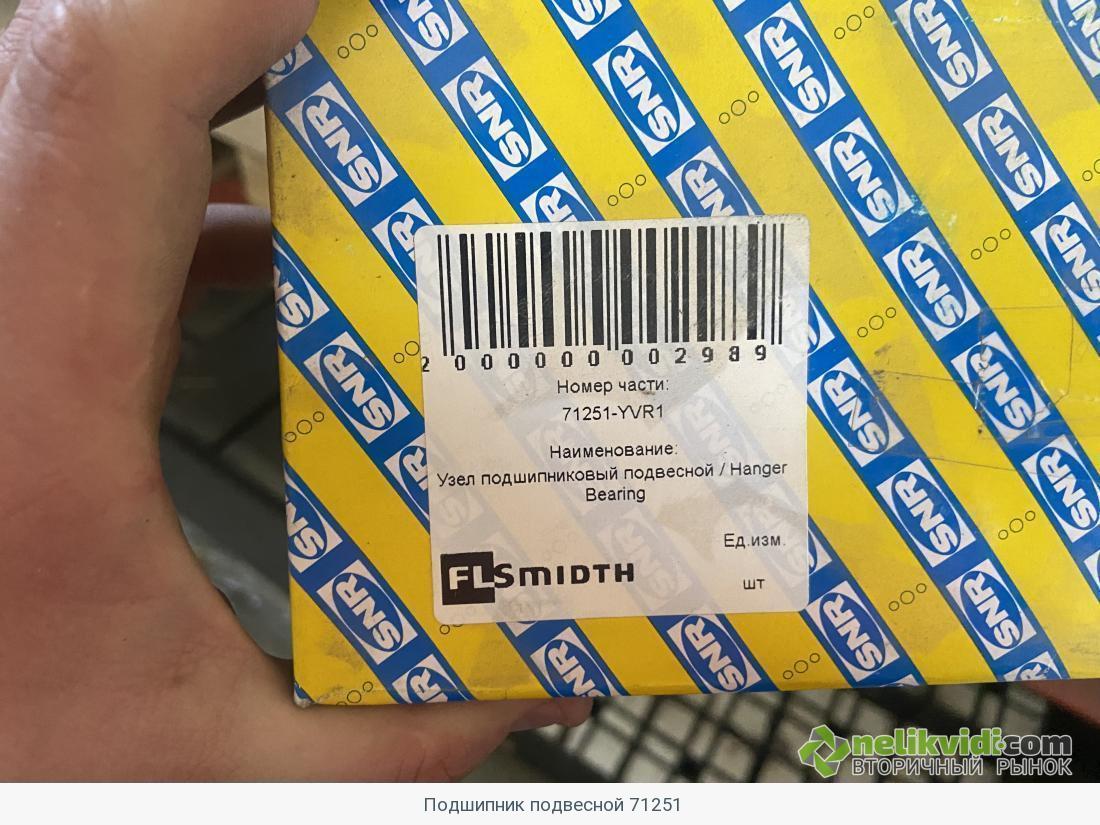 SNR
2 000000 002989
Номер части:
71251-YVR1
Наименование:
Узел подшипниковый подвесной / Hanger
Bearing
Ед.изм.
FLSMIDTH
шт
nelikvidi.com
ВТОРИЧНЫЙ РЫНОК
Подшипник подвесной 71251